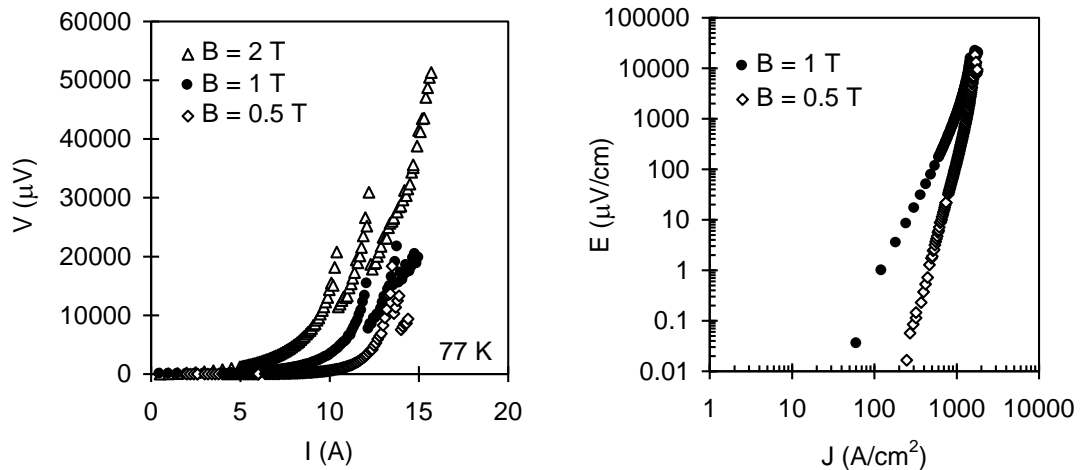 60000
50000
40000
30000
20000
10000
0
V (μV)
B = 2 T
B = 1 T
B = 0.5 T
77 K
0 5 10 15 20
I (A)
100000
10000
1000
100
10
1
0.1
0.01
E (μV/cm)
B = 1 T
B = 0.5 T
1 10 100 1000 10000
J (A/cm²)